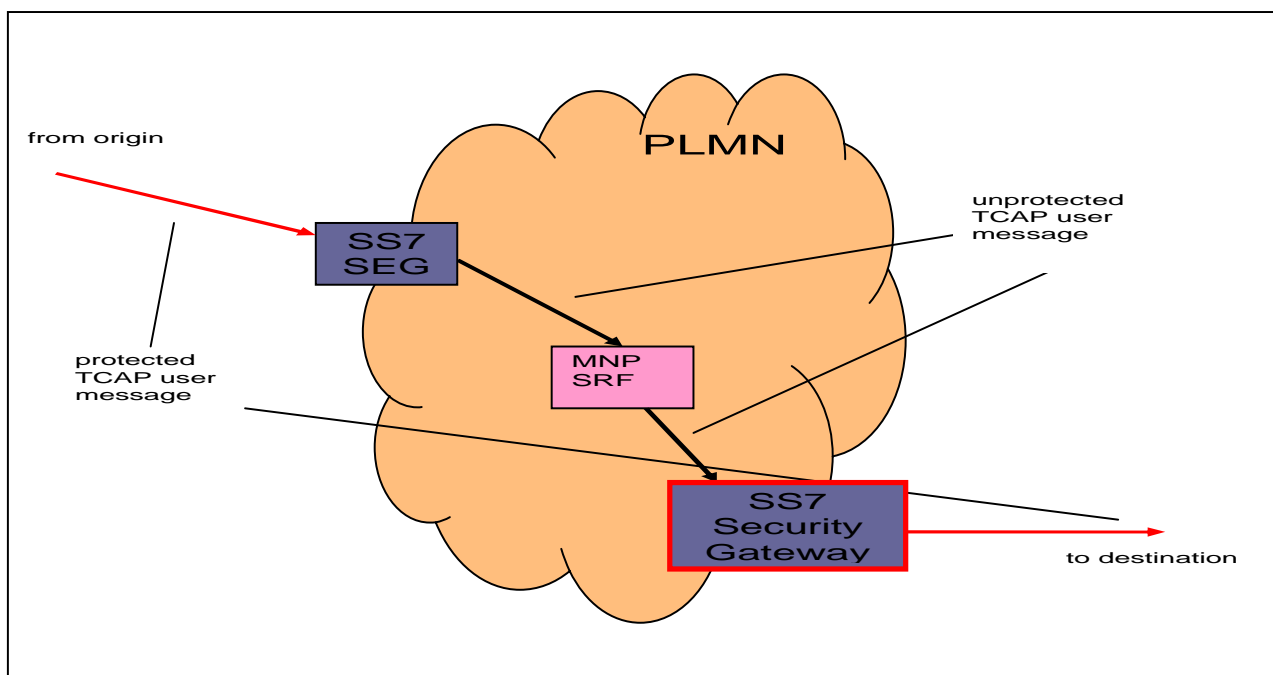 PLMN
from origin
unprotected
TCAP user
message
SS7
SEG
MNP
SRF
protected
TCAP user
message
SS7
Security
Gateway
to destination